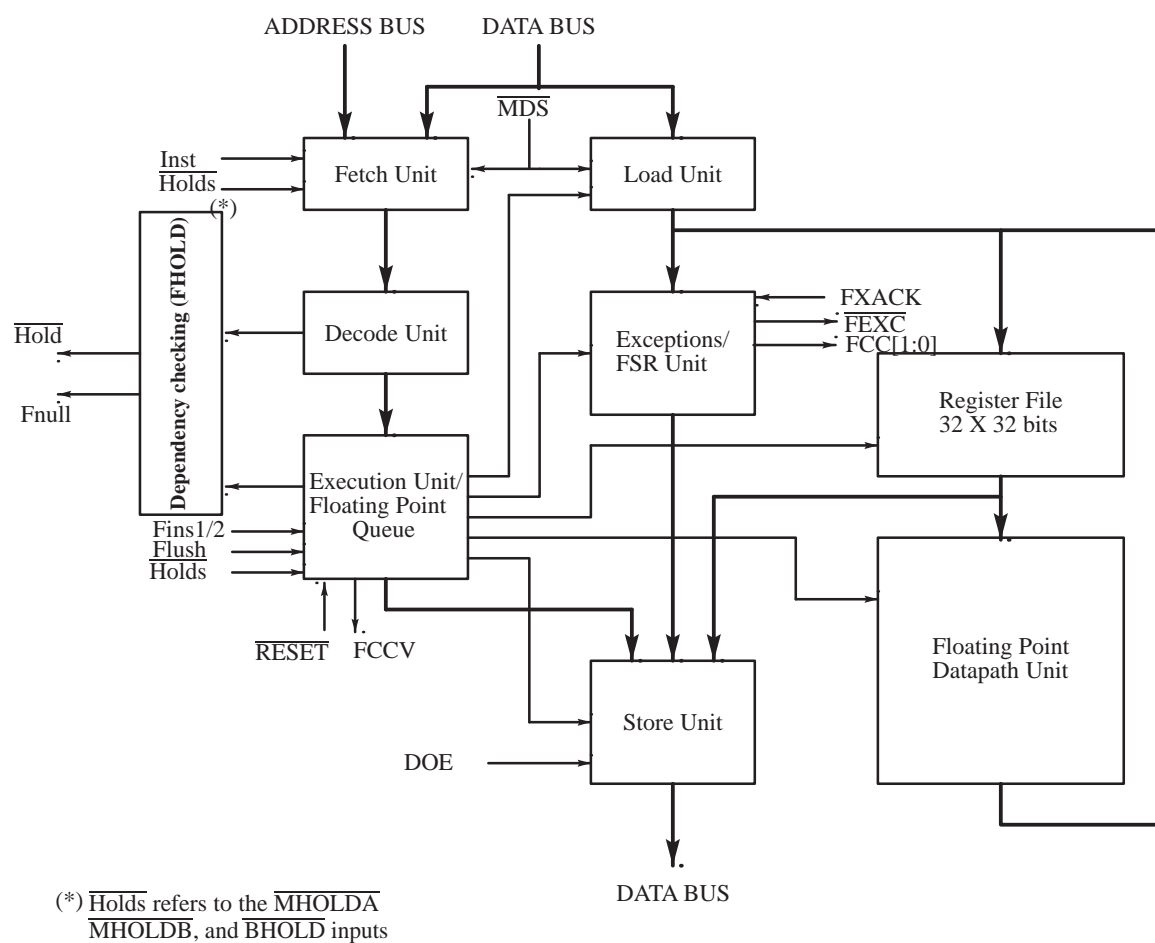 ADDRESS BUS
DATA BUS
MDS
Inst
Holds
(*)
Fetch Unit
Load Unit
Dependency checking (FHOLD)
Hold
Fnull
Decode Unit
Exceptions/
FSR Unit
FXACK
FEXC
FCC[1:0]
Register File
32 X 32 bits
Execution Unit/
Floating Point
Queue
Fins1/2
Flush
Holds
RESET
FCCV
Floating Point
Datapath Unit
Store Unit
DOE
DATA BUS
(*) Holds refers to the MHOLDA
MHOLDB, and BHOLD inputs